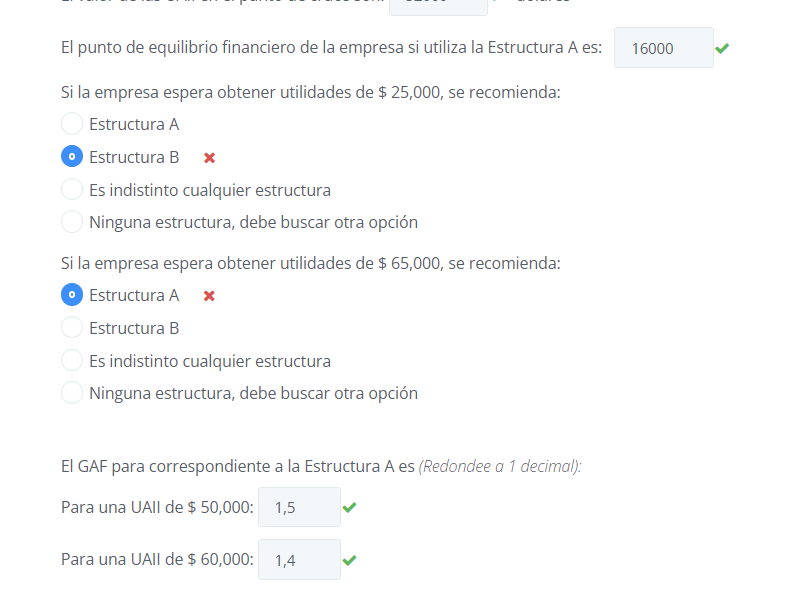 El punto de equilibrio financiero de la empresa si utiliza la Estructura A es: 16000
Si la empresa espera obtener utilidades de $ 25,000, se recomienda:
Estructura A
Estructura B
Es indistinto cualquier estructura
Ninguna estructura, debe buscar otra opción
Si la empresa espera obtener utilidades de $ 65,000, se recomienda:
Estructura A
Estructura B
Es indistinto cualquier estructura
Ninguna estructura, debe buscar otra opción
El GAF para correspondiente a la Estructura A es (Redondee a 1 decimal):
Para una UAII de $ 50,000: 1,5
Para una UAII de $ 60,000: 1,4